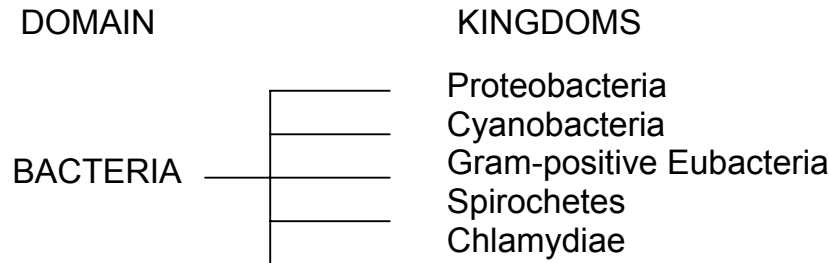 DOMAIN KINGDOMS
Proteobacteria
Cyanobacteria
BACTERIA Gram-positive Eubacteria
Spirochetes
Chlamydiae